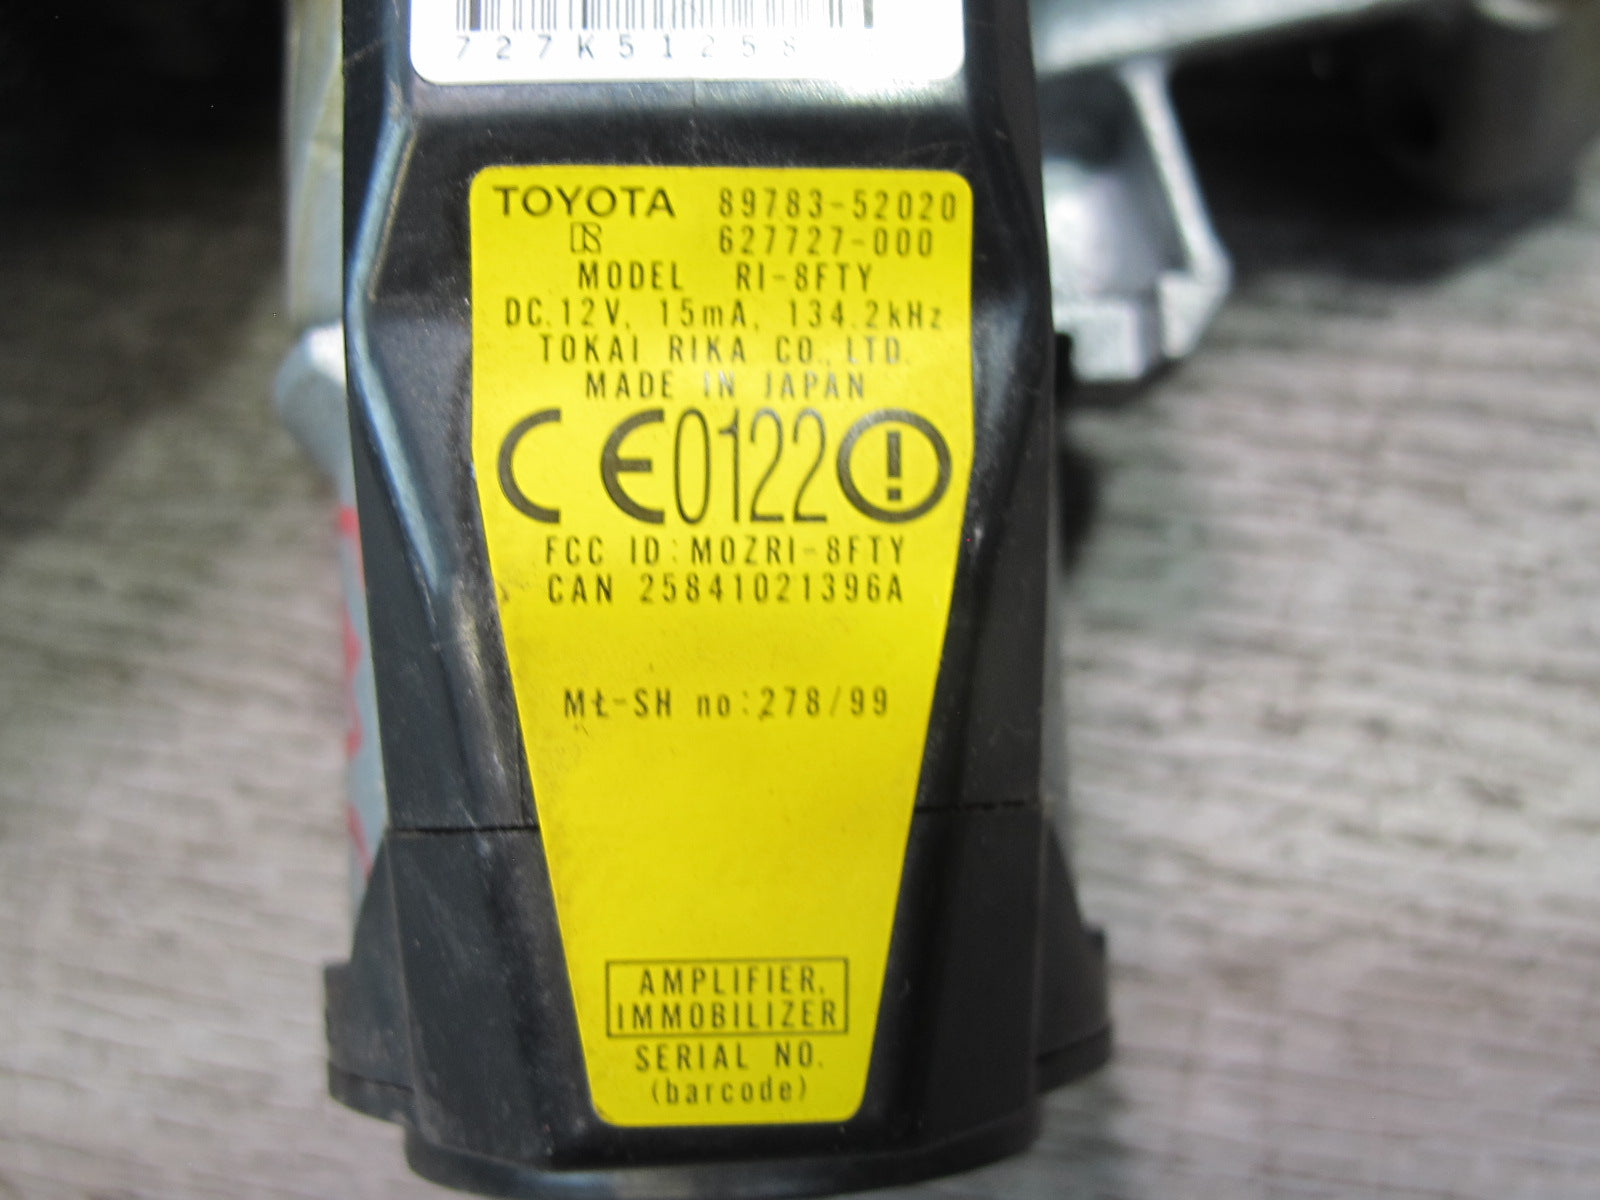 727K51258
TOYOTA 89783-52020
627727-000
MODEL RI-8FTY
DC.12V, 15mA, 134.2kHz
TOKAI RIKA CO., LTD.
MADE IN JAPAN
CE0122
FCC ID:MOZRI-8FTY
CAN 25841021396A
MŁ-SH no:278/99
AMPLIFIER,
IMMOBILIZER
SERIAL NO.
(barcode)